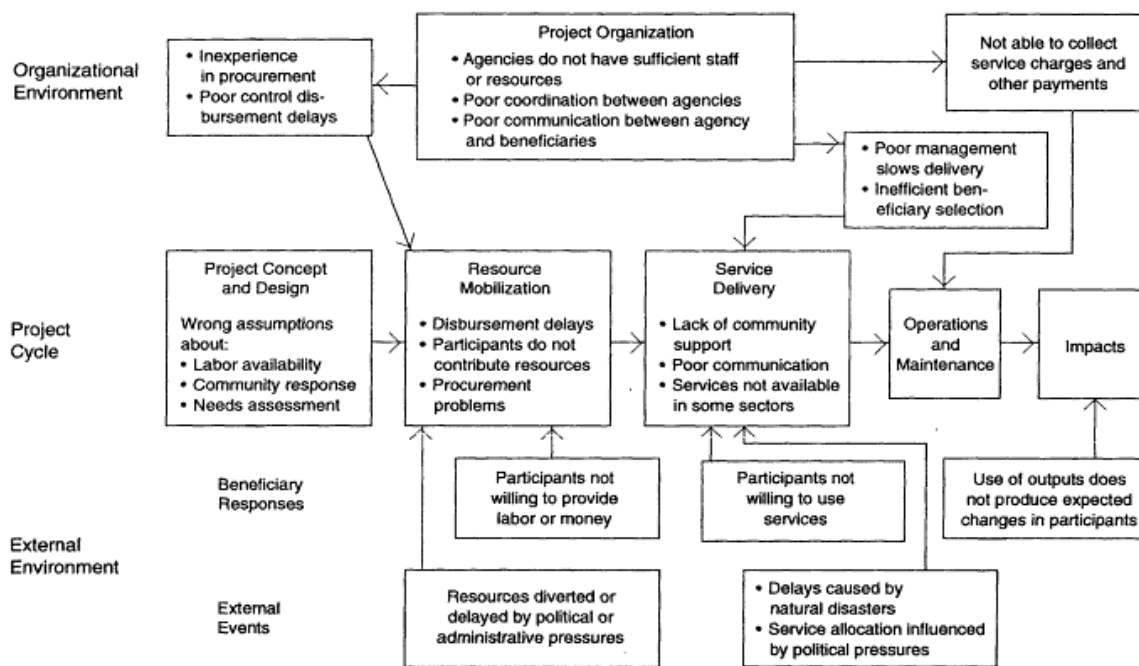 Organizational
Environment
• Inexperience
in procurement
• Poor control dis-
bursement delays
Project Organization
• Agencies do not have sufficient staff
or resources
• Poor coordination between agencies
• Poor communication between agency
and beneficiaries
Not able to collect
service charges and
other payments
• Poor management
slows delivery
• Inefficient ben-
eficiary selection
Project
Cycle
Project Concept
and Design
Wrong assumptions
about:
• Labor availability
• Community response
• Needs assessment
Resource
Mobilization
• Disbursement delays
• Participants do not
contribute resources
• Procurement
problems
Service
Delivery
• Lack of community
support
• Poor communication
• Services not available
in some sectors
Operations
and
Maintenance
Impacts
External
Environment
Beneficiary
Responses
Participants not
willing to provide
labor or money
Participants not
willing to use
services
Use of outputs does
not produce expected
changes in participants
External
Events
Resources diverted or
delayed by political or
administrative pressures
• Delays caused by
natural disasters
• Service allocation influenced
by political pressures